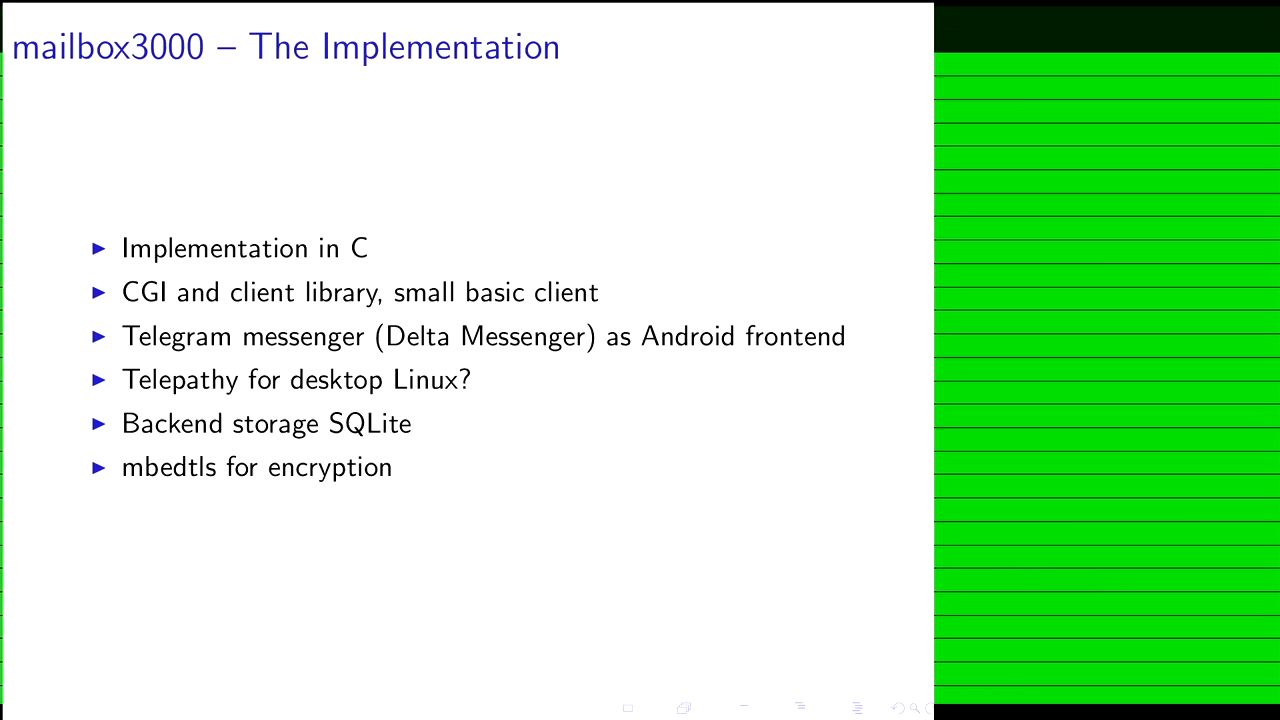 mailbox3000 – The Implementation
Implementation in C
CGI and client library, small basic client
Telegram messenger (Delta Messenger) as Android frontend
Telepathy for desktop Linux?
Backend storage SQLite
mbedtls for encryption